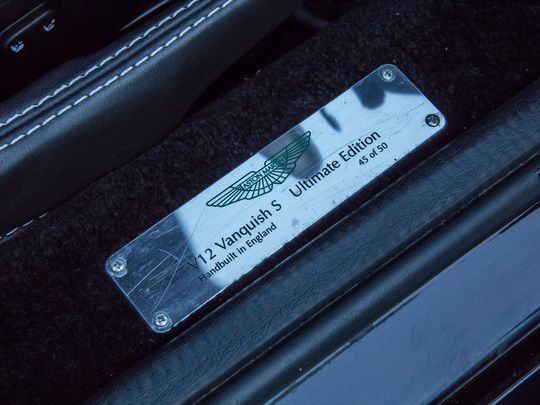 ASTON MARTIN
V12 Vanquish S Ultimate Edition
Handbuilt in England 45 of 50